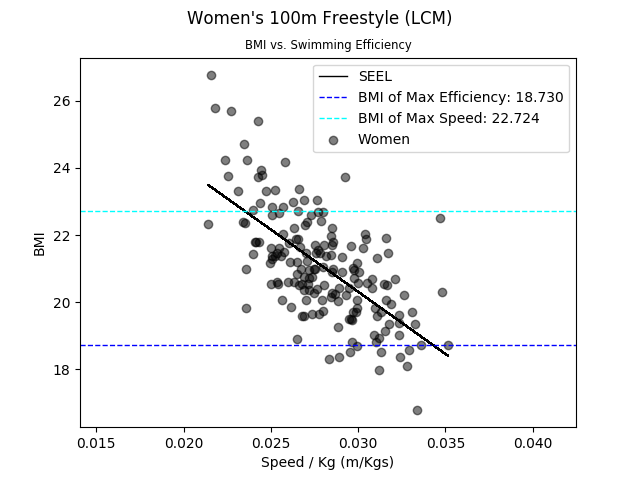 Women's 100m Freestyle (LCM)
BMI vs. Swimming Efficiency
SEEL
BMI of Max Efficiency: 18.730
BMI of Max Speed: 22.724
Women
26
24
22
20
18
BMI
0.015 0.020 0.025 0.030 0.035 0.040
Speed / Kg (m/Kgs)